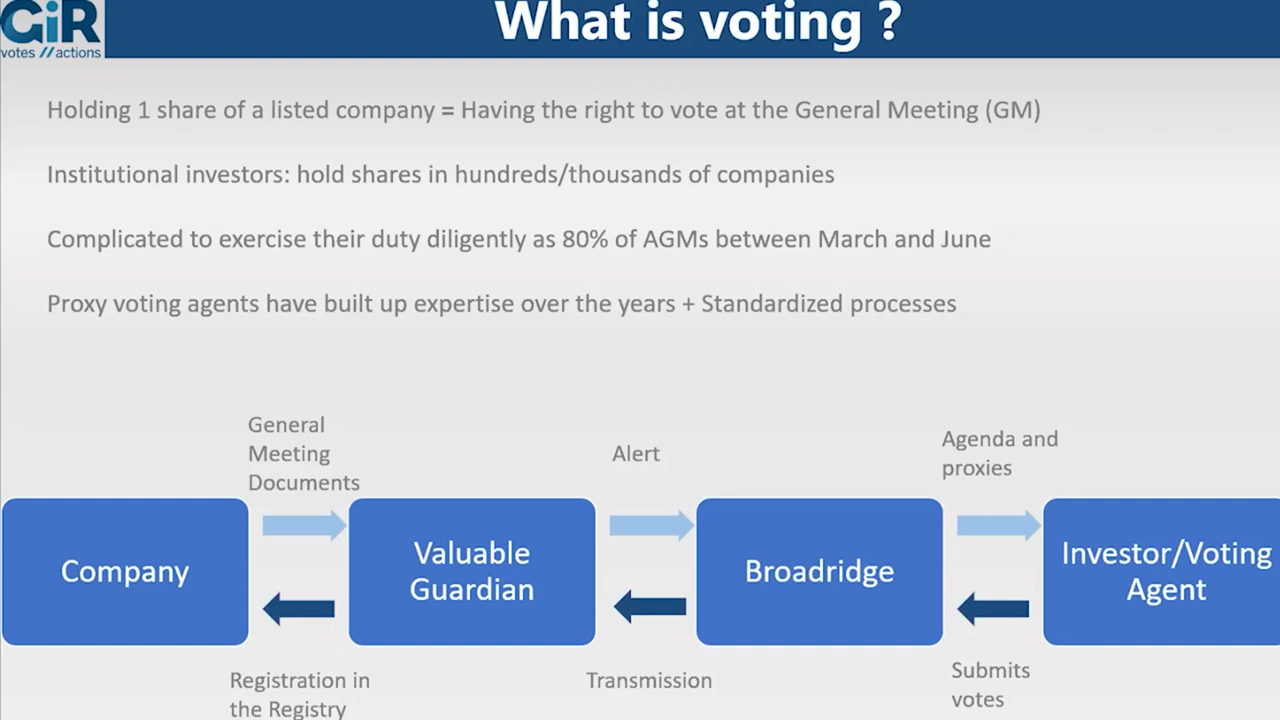 GiR
votes // actions
What is voting ?
Holding 1 share of a listed company = Having the right to vote at the General Meeting (GM)
Institutional investors: hold shares in hundreds/thousands of companies
Complicated to exercise their duty diligently as 80% of AGMs between March and June
Proxy voting agents have built up expertise over the years + Standardized processes
General
Meeting
Documents
Alert
Agenda and
proxies
Company
Valuable
Guardian
Broadridge
Investor/Voting
Agent
Registration in
the Registry
Transmission
Submits
votes